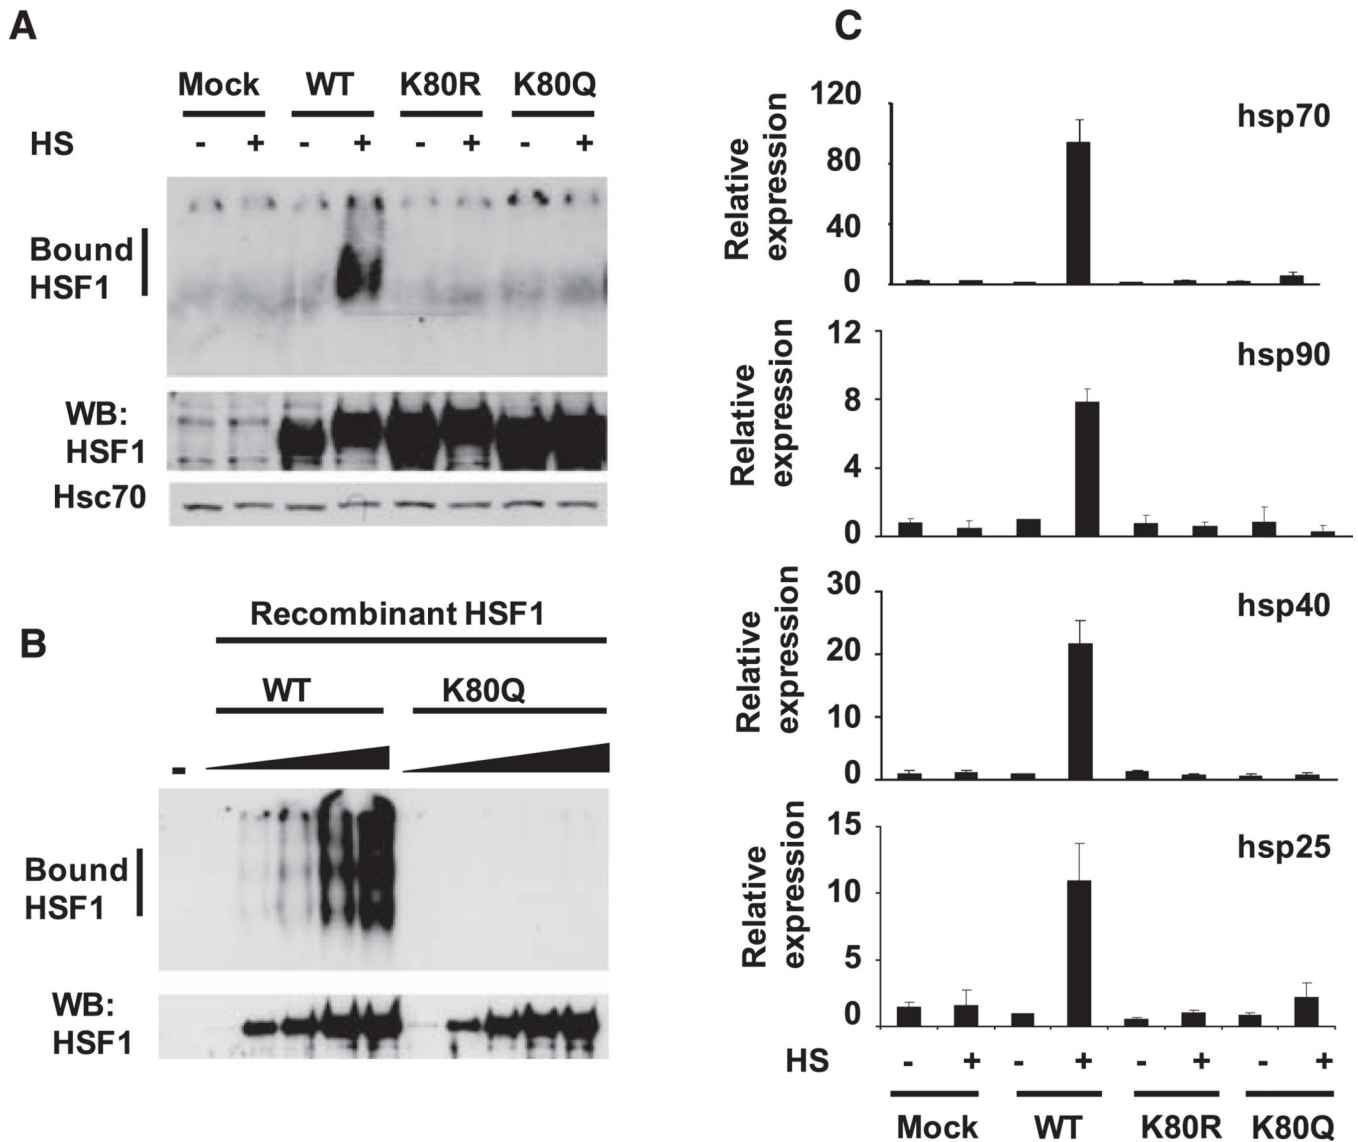 A
Mock WT K80R K80Q
HS - + - + - + - +
Bound
HSF1
WB:
HSF1
Hsc70
B
Recombinant HSF1
WT K80Q
-
Bound
HSF1
WB:
HSF1
C
hsp70
Relative
expression
120
80
40
0
hsp90
Relative
expression
12
8
4
0
hsp40
Relative
expression
30
20
10
0
hsp25
Relative
expression
15
10
5
0
HS - + - + - + - +
Mock WT K80R K80Q